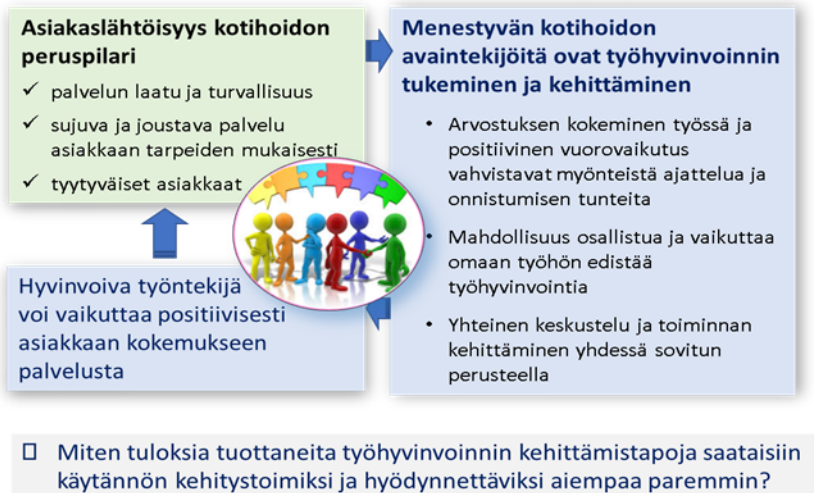 Asiakaslähtöisyys kotihoidon
peruspilari
✓ palvelun laatu ja turvallisuus
✓ sujuva ja joustava palvelu
asiakkaan tarpeiden mukaisesti
✓ tyytyväiset asiakkaat
Menestyvän kotihoidon
avaintekijöitä ovat työhyvinvoinnin
tukeminen ja kehittäminen
• Arvostuksen kokeminen työssä ja
positiivinen vuorovaikutus
vahvistavat myönteistä ajattelua ja
onnistumisen tunteita
• Mahdollisuus osallistua ja vaikuttaa
omaan työhön edistää
työhyvinvointia
• Yhteinen keskustelu ja toiminnan
kehittäminen yhdessä sovitun
perusteella
Hyvinvoiva työntekijä
voi vaikuttaa positiivisesti
asiakkaan kokemukseen
palvelusta
Miten tuloksia tuottaneita työhyvinvoinnin kehittämistapoja saataisiin
käytännön kehitystoimiksi ja hyödynnettäviksi aiempaa paremmin?